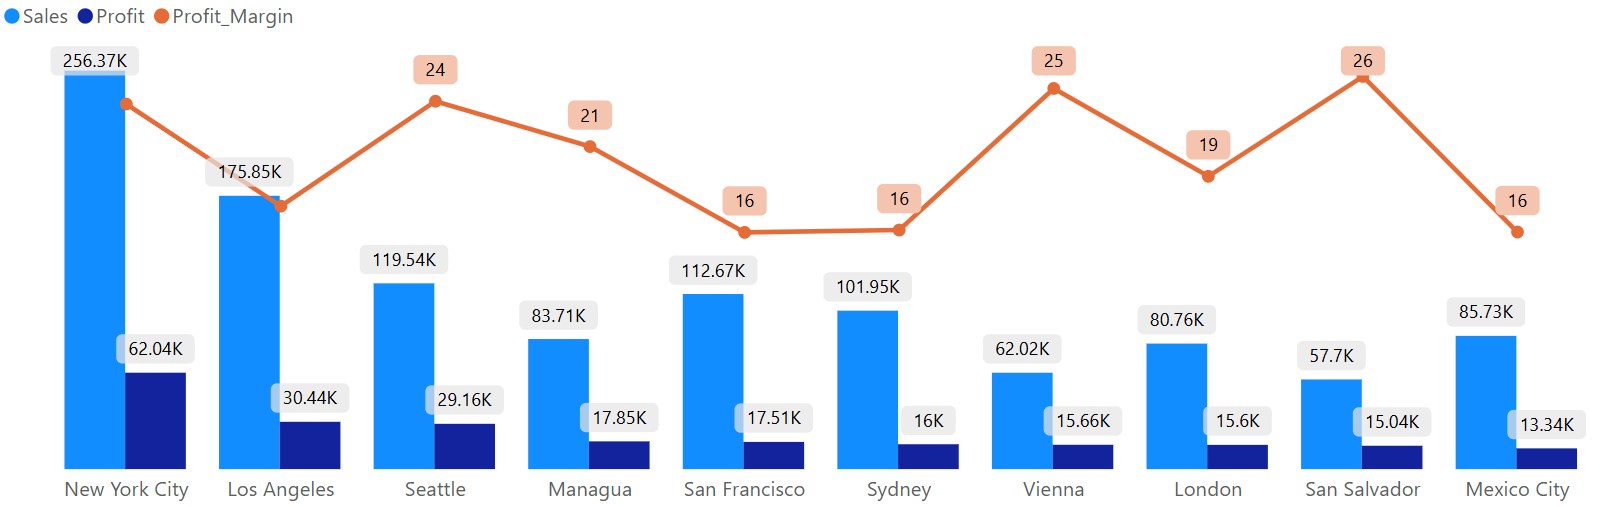 Sales Profit Profit_Margin
256.37K
62.04K
175.85K
30.44K
24
119.54K
29.16K
21
83.71K
17.85K
16
112.67K
17.51K
16
101.95K
16K
25
62.02K
15.66K
19
80.76K
15.6K
26
57.7K
15.04K
16
85.73K
13.34K
New York City
Los Angeles
Seattle
Managua
San Francisco
Sydney
Vienna
London
San Salvador
Mexico City